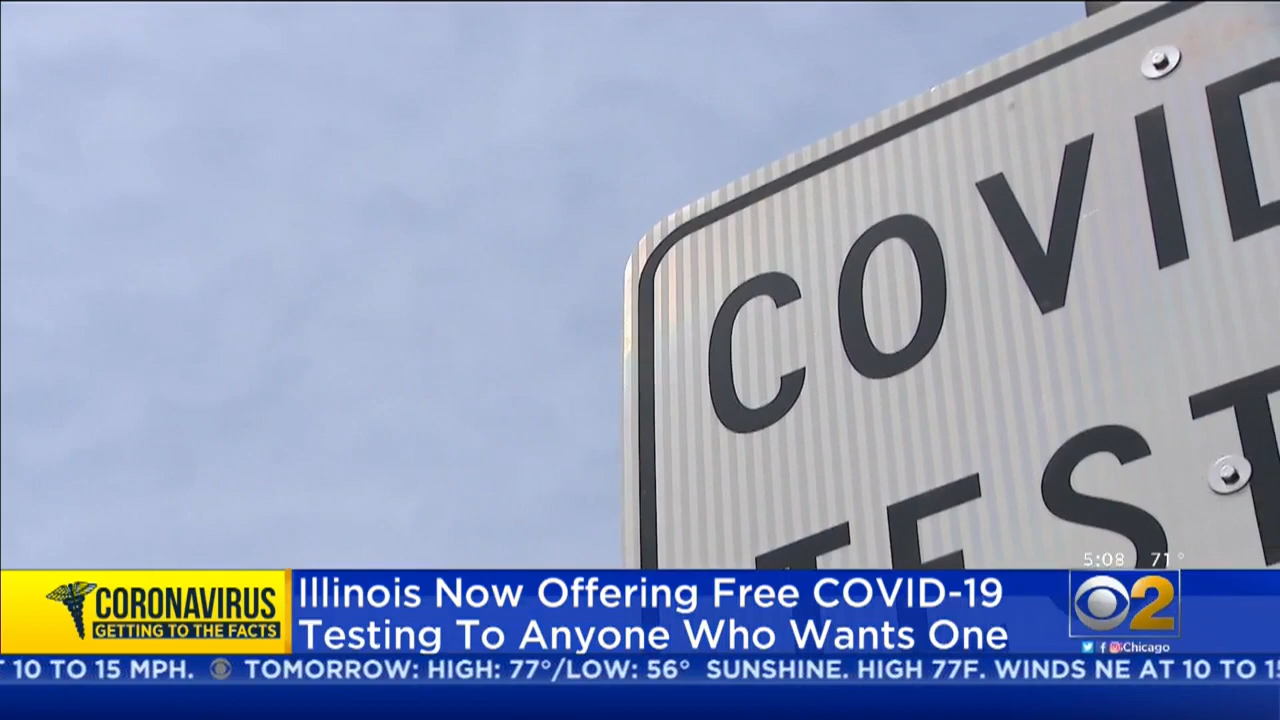 COVID
TEST
5:08 71°
CORONAVIRUS
GETTING TO THE FACTS
Illinois Now Offering Free COVID-19
Testing To Anyone Who Wants One
2
Chicago
T 10 TO 15 MPH. TOMORROW: HIGH: 77°/LOW: 56° SUNSHINE. HIGH 77F. WINDS NE AT 10 TO 15